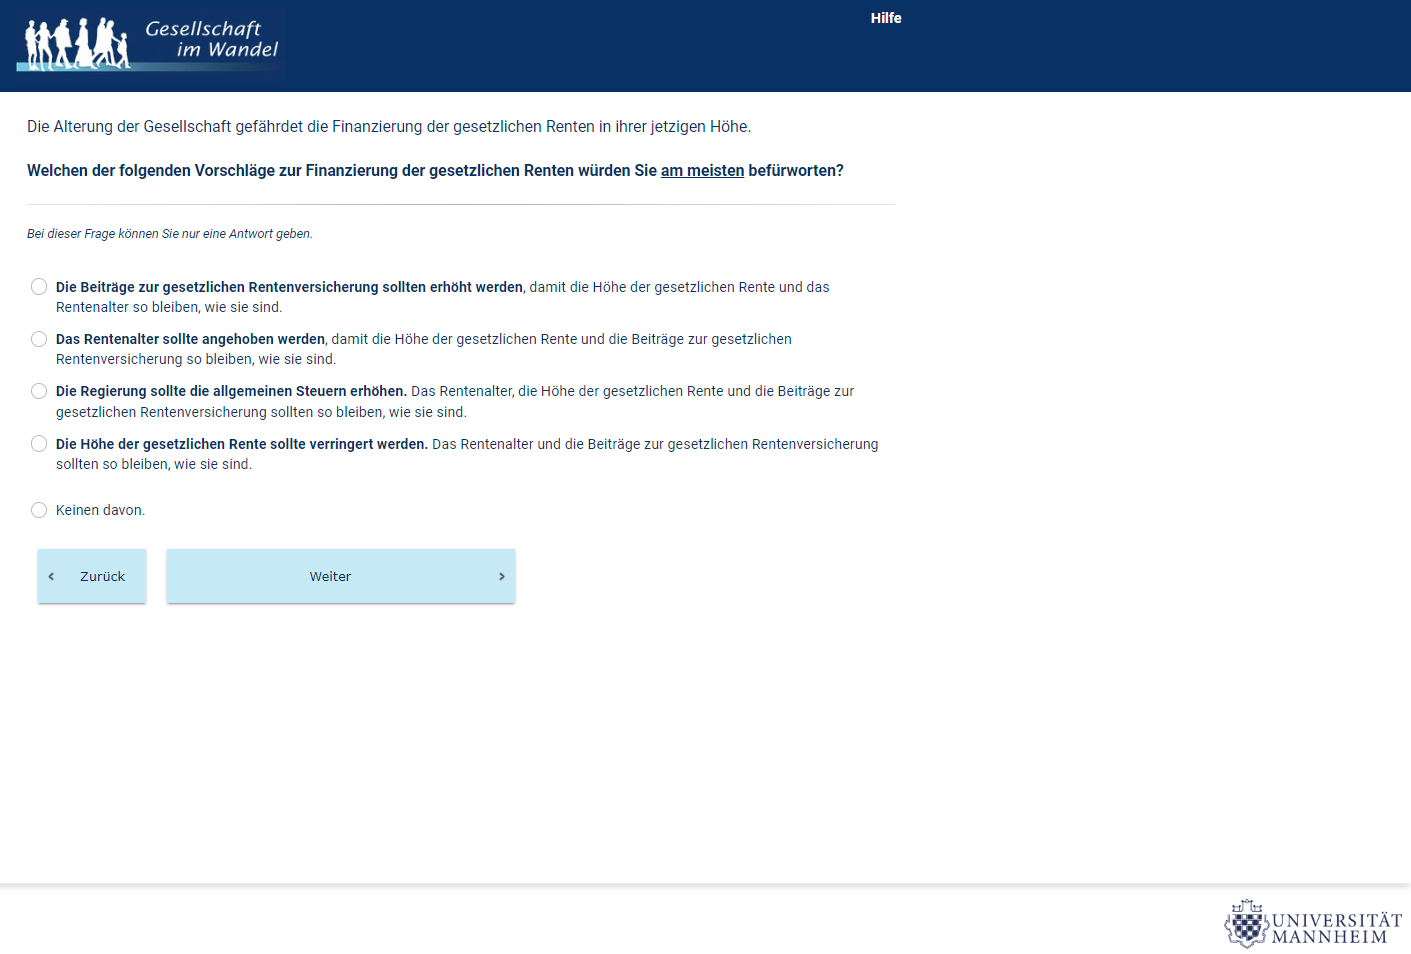 Gesellschaft
im Wandel
Hilfe
Die Alterung der Gesellschaft gefährdet die Finanzierung der gesetzlichen Renten in ihrer jetzigen Höhe.
Welchen der folgenden Vorschläge zur Finanzierung der gesetzlichen Renten würden Sie am meisten befürworten?
Bei dieser Frage können Sie nur eine Antwort geben.
Die Beiträge zur gesetzlichen Rentenversicherung sollten erhöht werden, damit die Höhe der gesetzlichen Rente und das
Rentenalter so bleiben, wie sie sind.
Das Rentenalter sollte angehoben werden, damit die Höhe der gesetzlichen Rente und die Beiträge zur gesetzlichen
Rentenversicherung so bleiben, wie sie sind.
Die Regierung sollte die allgemeinen Steuern erhöhen. Das Rentenalter, die Höhe der gesetzlichen Rente und die Beiträge zur
gesetzlichen Rentenversicherung sollten so bleiben, wie sie sind.
Die Höhe der gesetzlichen Rente sollte verringert werden. Das Rentenalter und die Beiträge zur gesetzlichen Rentenversicherung
sollten so bleiben, wie sie sind.
Keinen davon.
Zurück
Weiter
UNIVERSITÄT
MANNHEIM